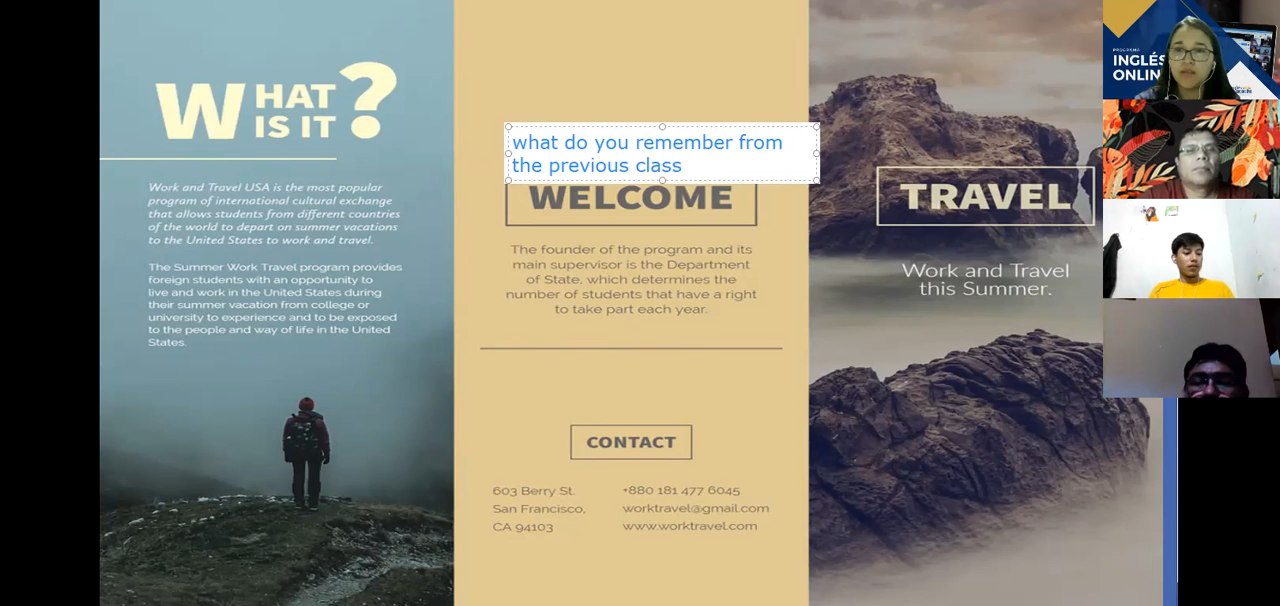 WHAT
IS IT?
Work and Travel USA is the most popular
program of international cultural exchange
that allows students from different countries
of the world to depart on summer vacations
to the United States to work and travel.
The Summer Work Travel program provides
foreign students with an opportunity to
live and work in the United States during
their summer vacation from college or
university to experience and to be exposed
to the people and way of life in the United
States.
what do you remember from
the previous class
WELCOME
The founder of the program and its
main supervisor is the Department
of State, which determines the
number of students that have a right
to take part each year.
CONTACT
603 Berry St.
San Francisco,
CA 94103
+880 181 477 6045
worktravel@gmail.com
www.worktravel.com
TRAVEL
Work and Travel
this Summer.
PROGRAMA
INGLÉS
ONLIN